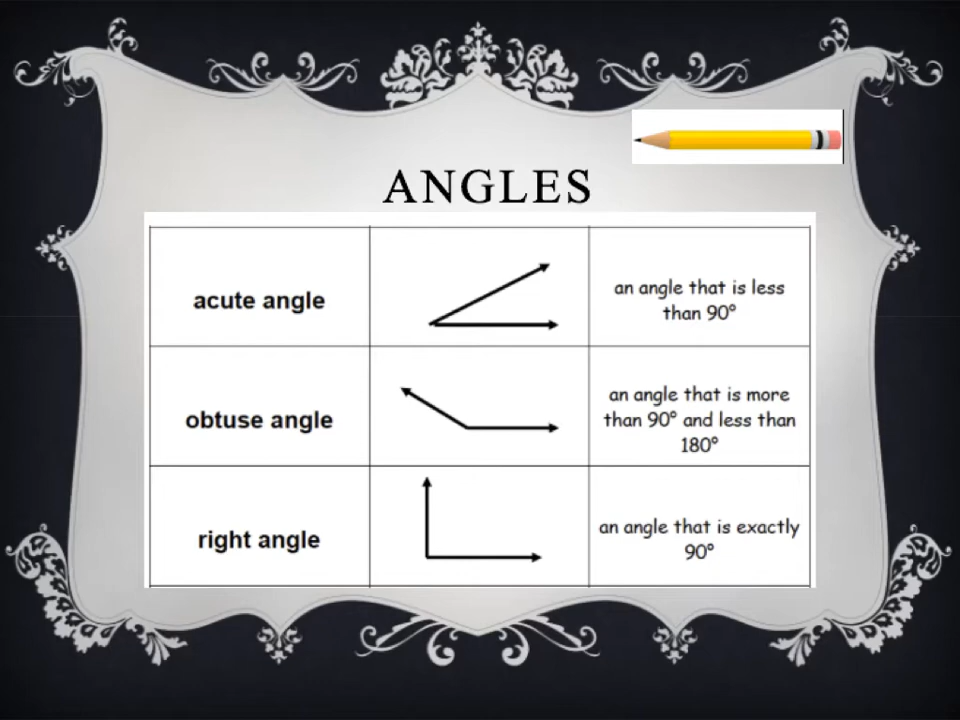 ANGLES
acute angle
an angle that is less
than 90°
obtuse angle
an angle that is more
than 90° and less than
180°
right angle
an angle that is exactly
90°